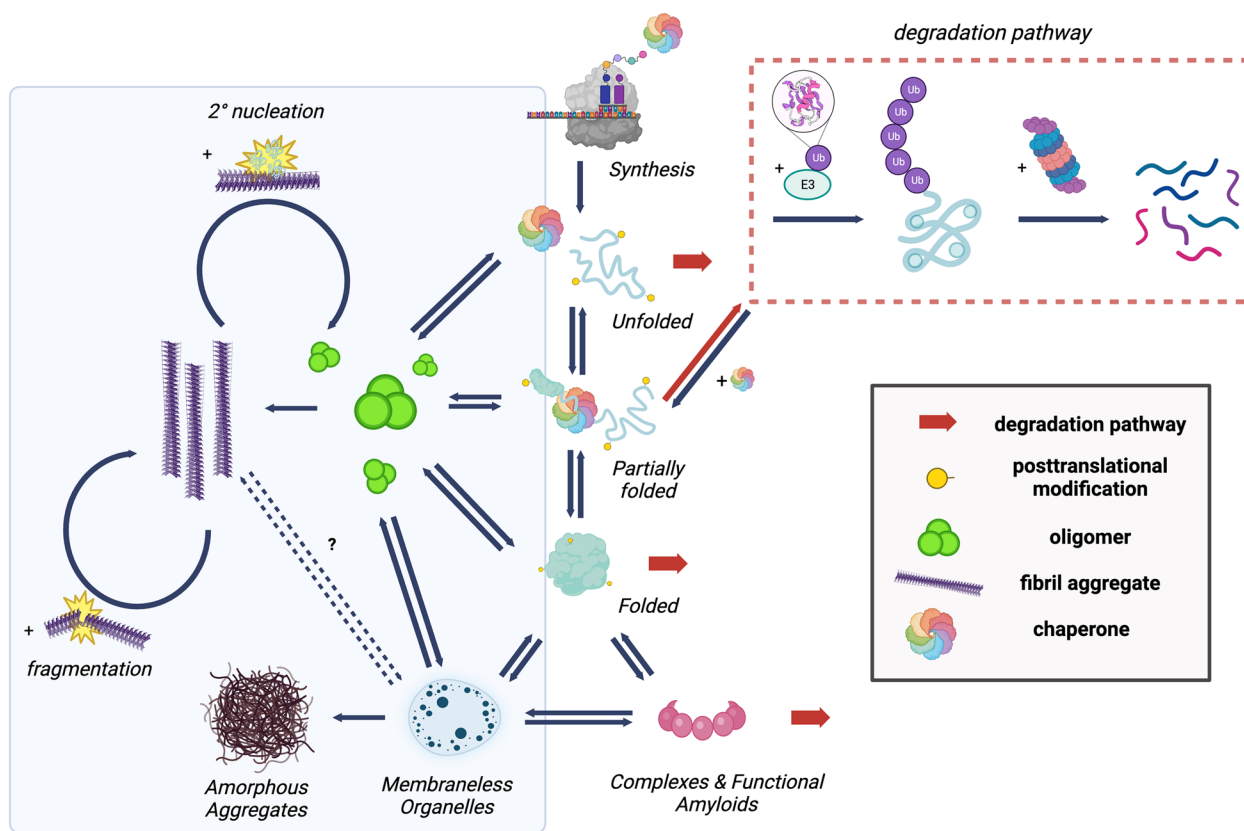 degradation pathway
2° nucleation
+
Synthesis
Ub
+
E3
Ub
Ub
Ub
Ub
Ub
+
Unfolded
+
Partially
folded
?
Folded
+
fragmentation
Amorphous
Aggregates
Membraneless
Organelles
Complexes & Functional
Amyloids
degradation pathway
posttranslational
modification
oligomer
fibril aggregate
chaperone